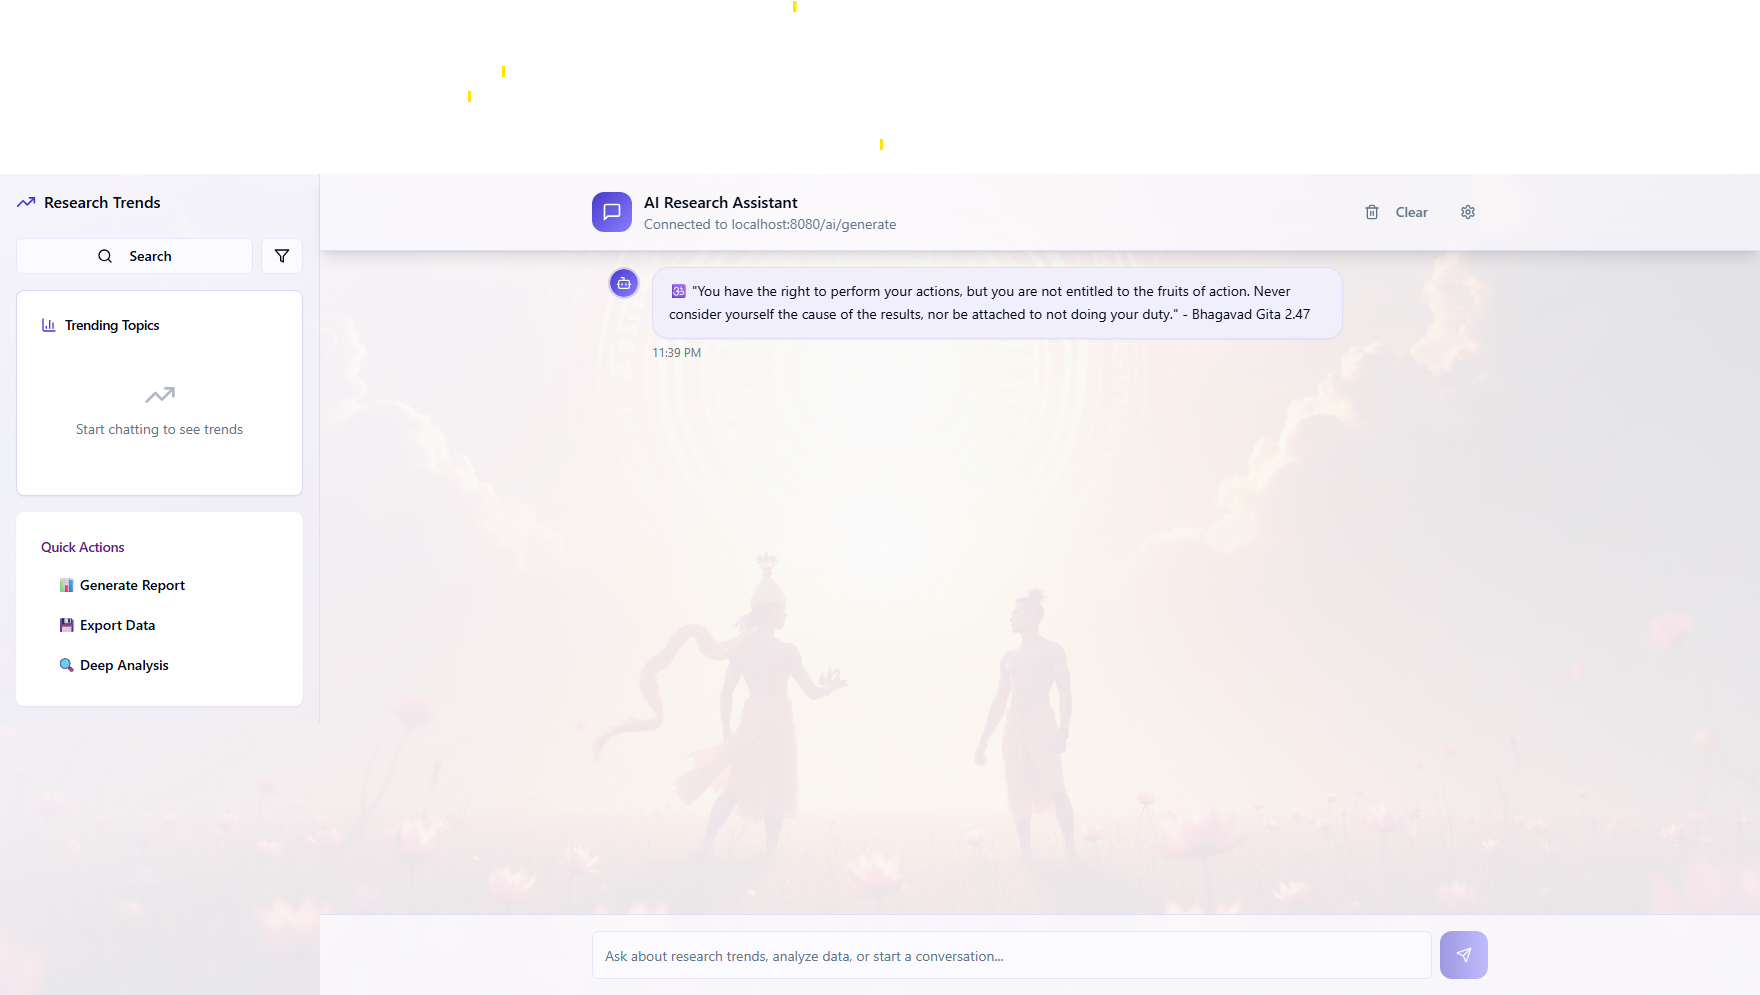 Research Trends
Search
Trending Topics
Start chatting to see trends
Quick Actions
📊 Generate Report
💾 Export Data
🔍 Deep Analysis
AI Research Assistant
Connected to localhost:8080/ai/generate
Clear
🕉️ "You have the right to perform your actions, but you are not entitled to the fruits of action. Never
consider yourself the cause of the results, nor be attached to not doing your duty." - Bhagavad Gita 2.47
11:39 PM
Ask about research trends, analyze data, or start a conversation...